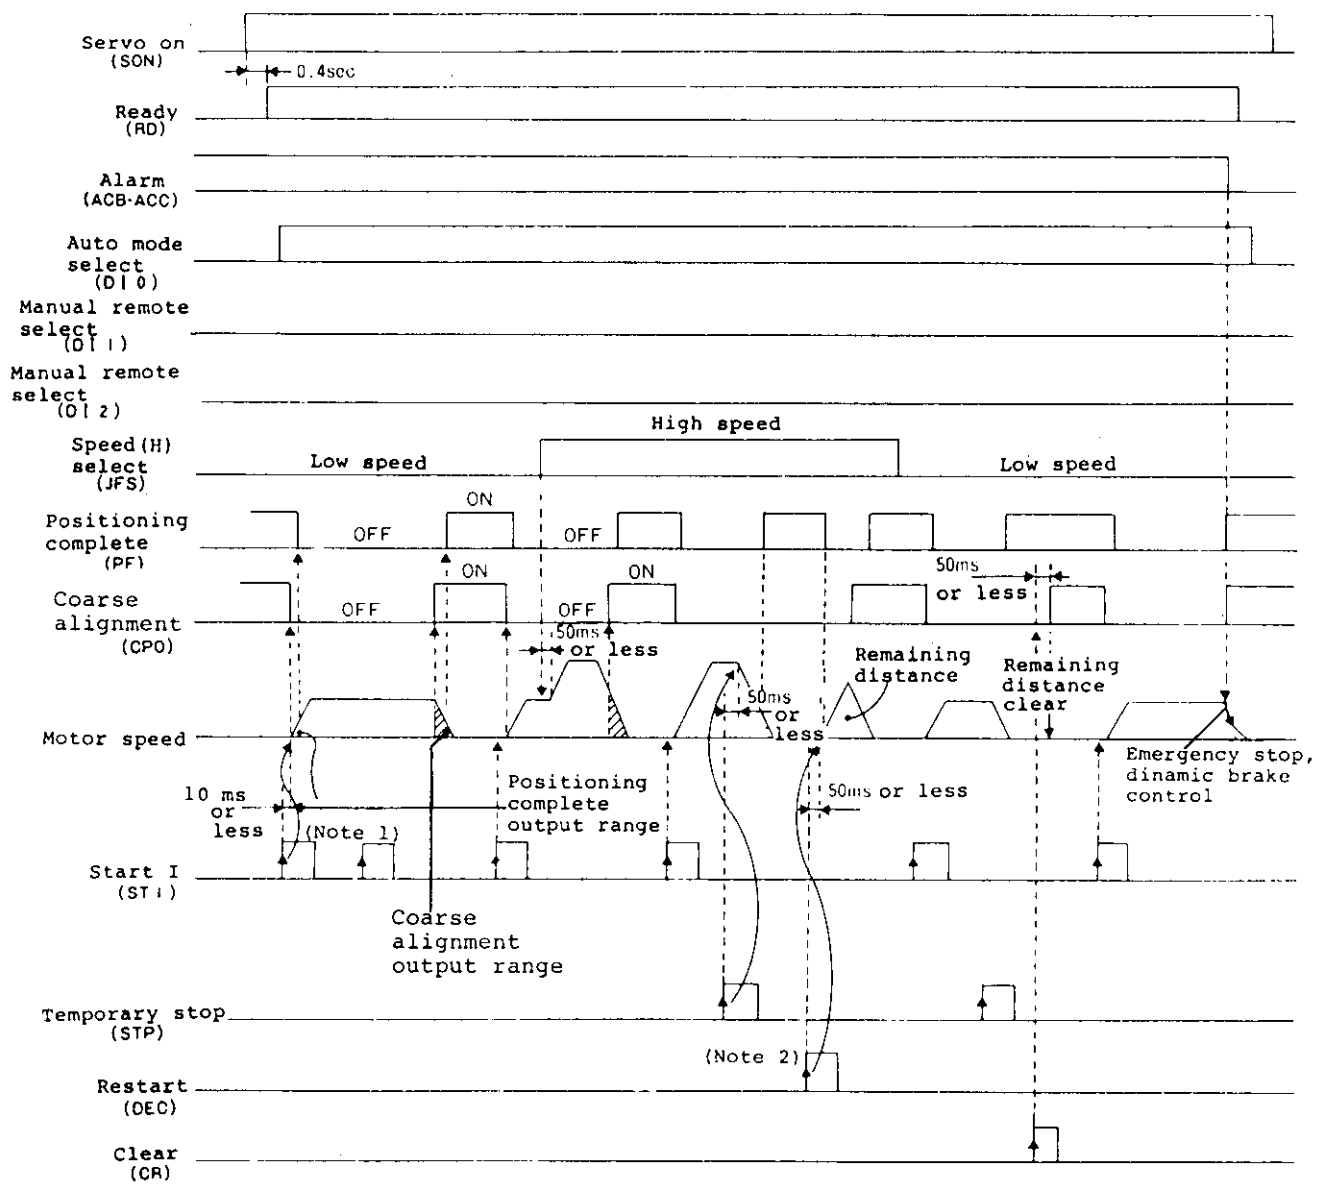 Servo on
(SON)
0.4sec
Ready
(RD)
Alarm
(ACB·ACC)
Auto mode
select
(DI0)
Manual remote
select
(DI1)
Manual remote
select
(DI2)
High speed
Speed(H)
select
(JFS)
Low speed
Low speed
ON
Positioning
complete
(PF)
OFF
OFF
ON
ON
50ms
or less
Coarse
alignment
(CPO)
OFF
OFF
50ms
or less
Remaining
distance
Remaining
distance
clear
50ms
or
less
Motor speed
Emergency stop,
dinamic brake
control
10 ms
or
less
Positioning
complete
output range
50ms or less
(Note 1)
Start I
(ST1)
Coarse
alignment
output range
Temporary stop
(STP)
(Note 2)
Restart
(DEC)
Clear
(CR)